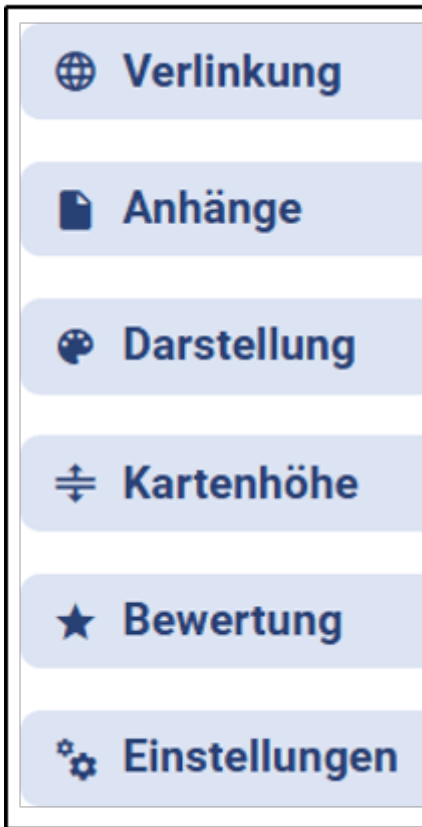 Verlinkung
Anhänge
Darstellung
Kartenhöhe
Bewertung
Einstellungen